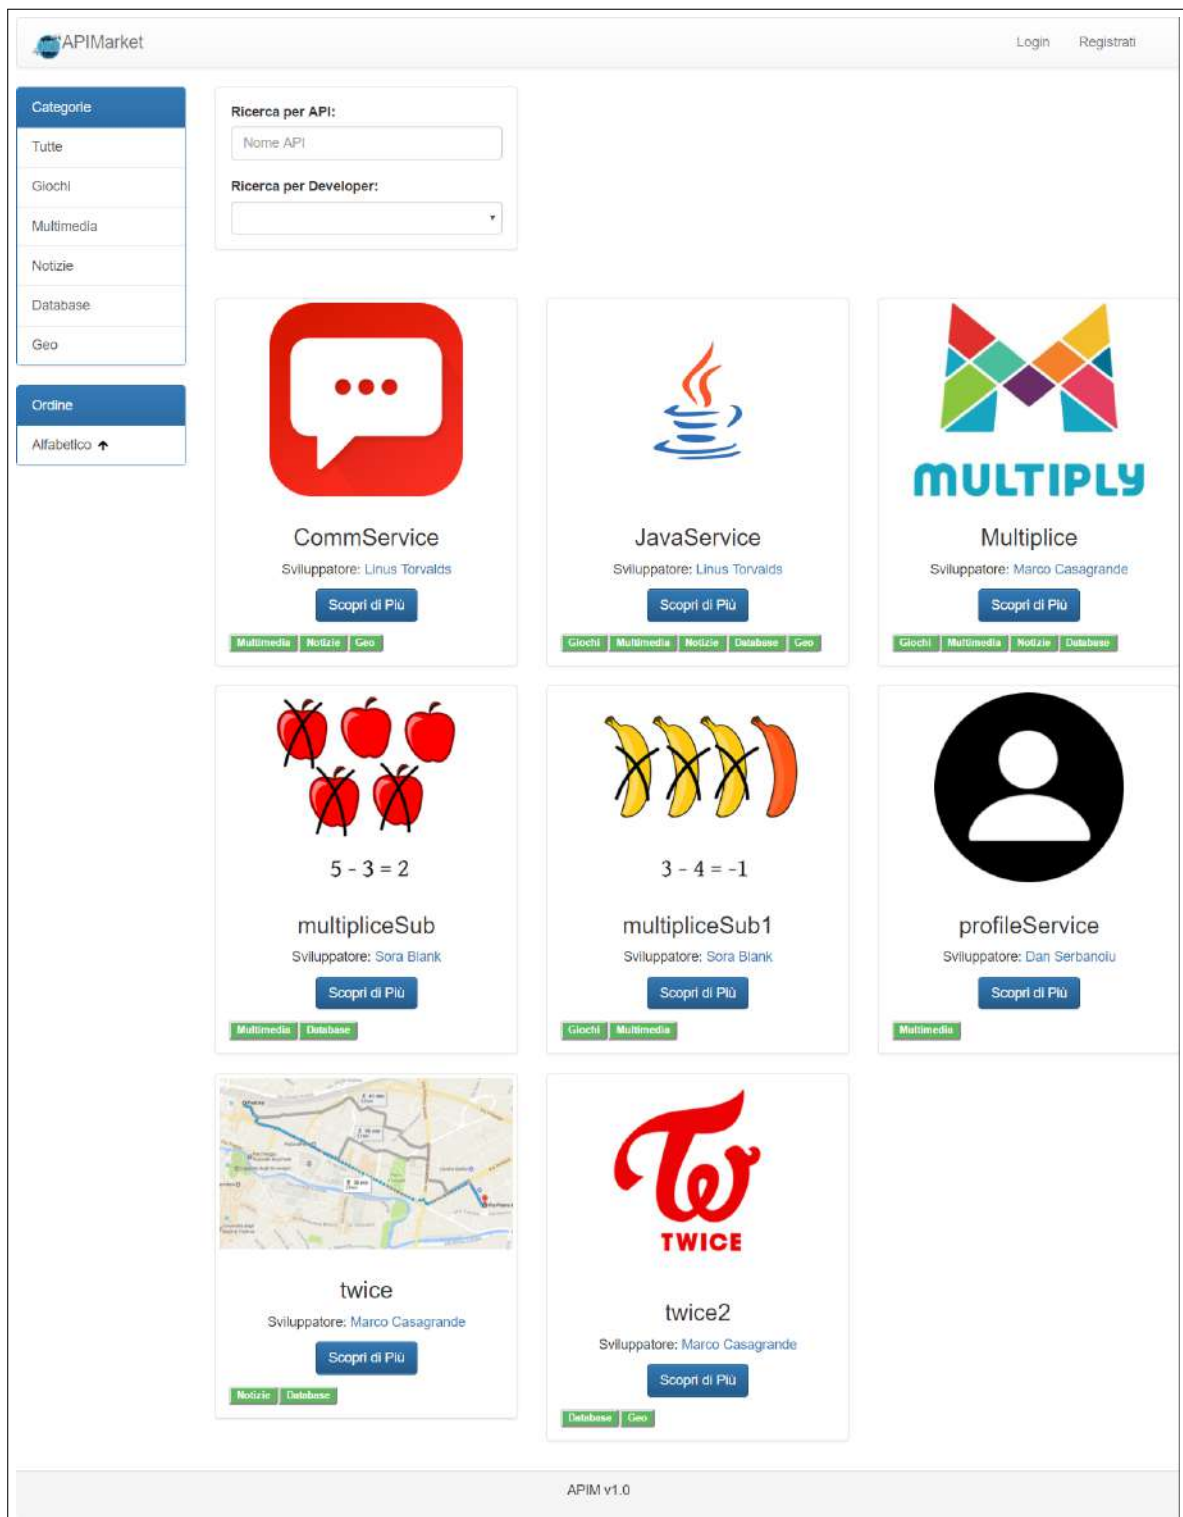 APIMarket
Login
Registrati
Categorie
Tutte
Giochi
Multimedia
Notizie
Database
Geo
Ordine
Alfabetico
Ricerca per API:
Nome API
Ricerca per Developer:
CommService
Sviluppatore: Linus Torvalds
Scopri di Più
Multimedia Notizie Geo
JavaService
Sviluppatore: Linus Torvalds
Scopri di Più
Giochi Multimedia Notizie Database Geo
MULTIPLY
Multiplice
Sviluppatore: Marco Casagrande
Scopri di Più
Giochi Multimedia Notizie Database
5 - 3 = 2
multipliceSub
Sviluppatore: Sora Blank
Scopri di Più
Multimedia Database
3 - 4 = -1
multipliceSub1
Sviluppatore: Sora Blank
Scopri di Più
Giochi Multimedia
profileService
Sviluppatore: Dan Serbanoiu
Scopri di Più
Multimedia
twice
Sviluppatore: Marco Casagrande
Scopri di Più
Notizie Database
TWICE
twice2
Sviluppatore: Marco Casagrande
Scopri di Più
Database Geo
APIM v1.0